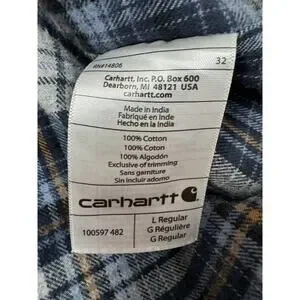 RN#14806 32
Carhartt, Inc. P.O. Box 600
Dearborn, MI 48121 USA
carhartt.com
Made in India
Fabriqué en Inde
Hecho en la India
100% Cotton
100% Coton
100% Algodón
Exclusive of trimming
Sans garniture
Sin incluir adorno
carhartt
100597 482
L Regular
G Régulière
G Regular